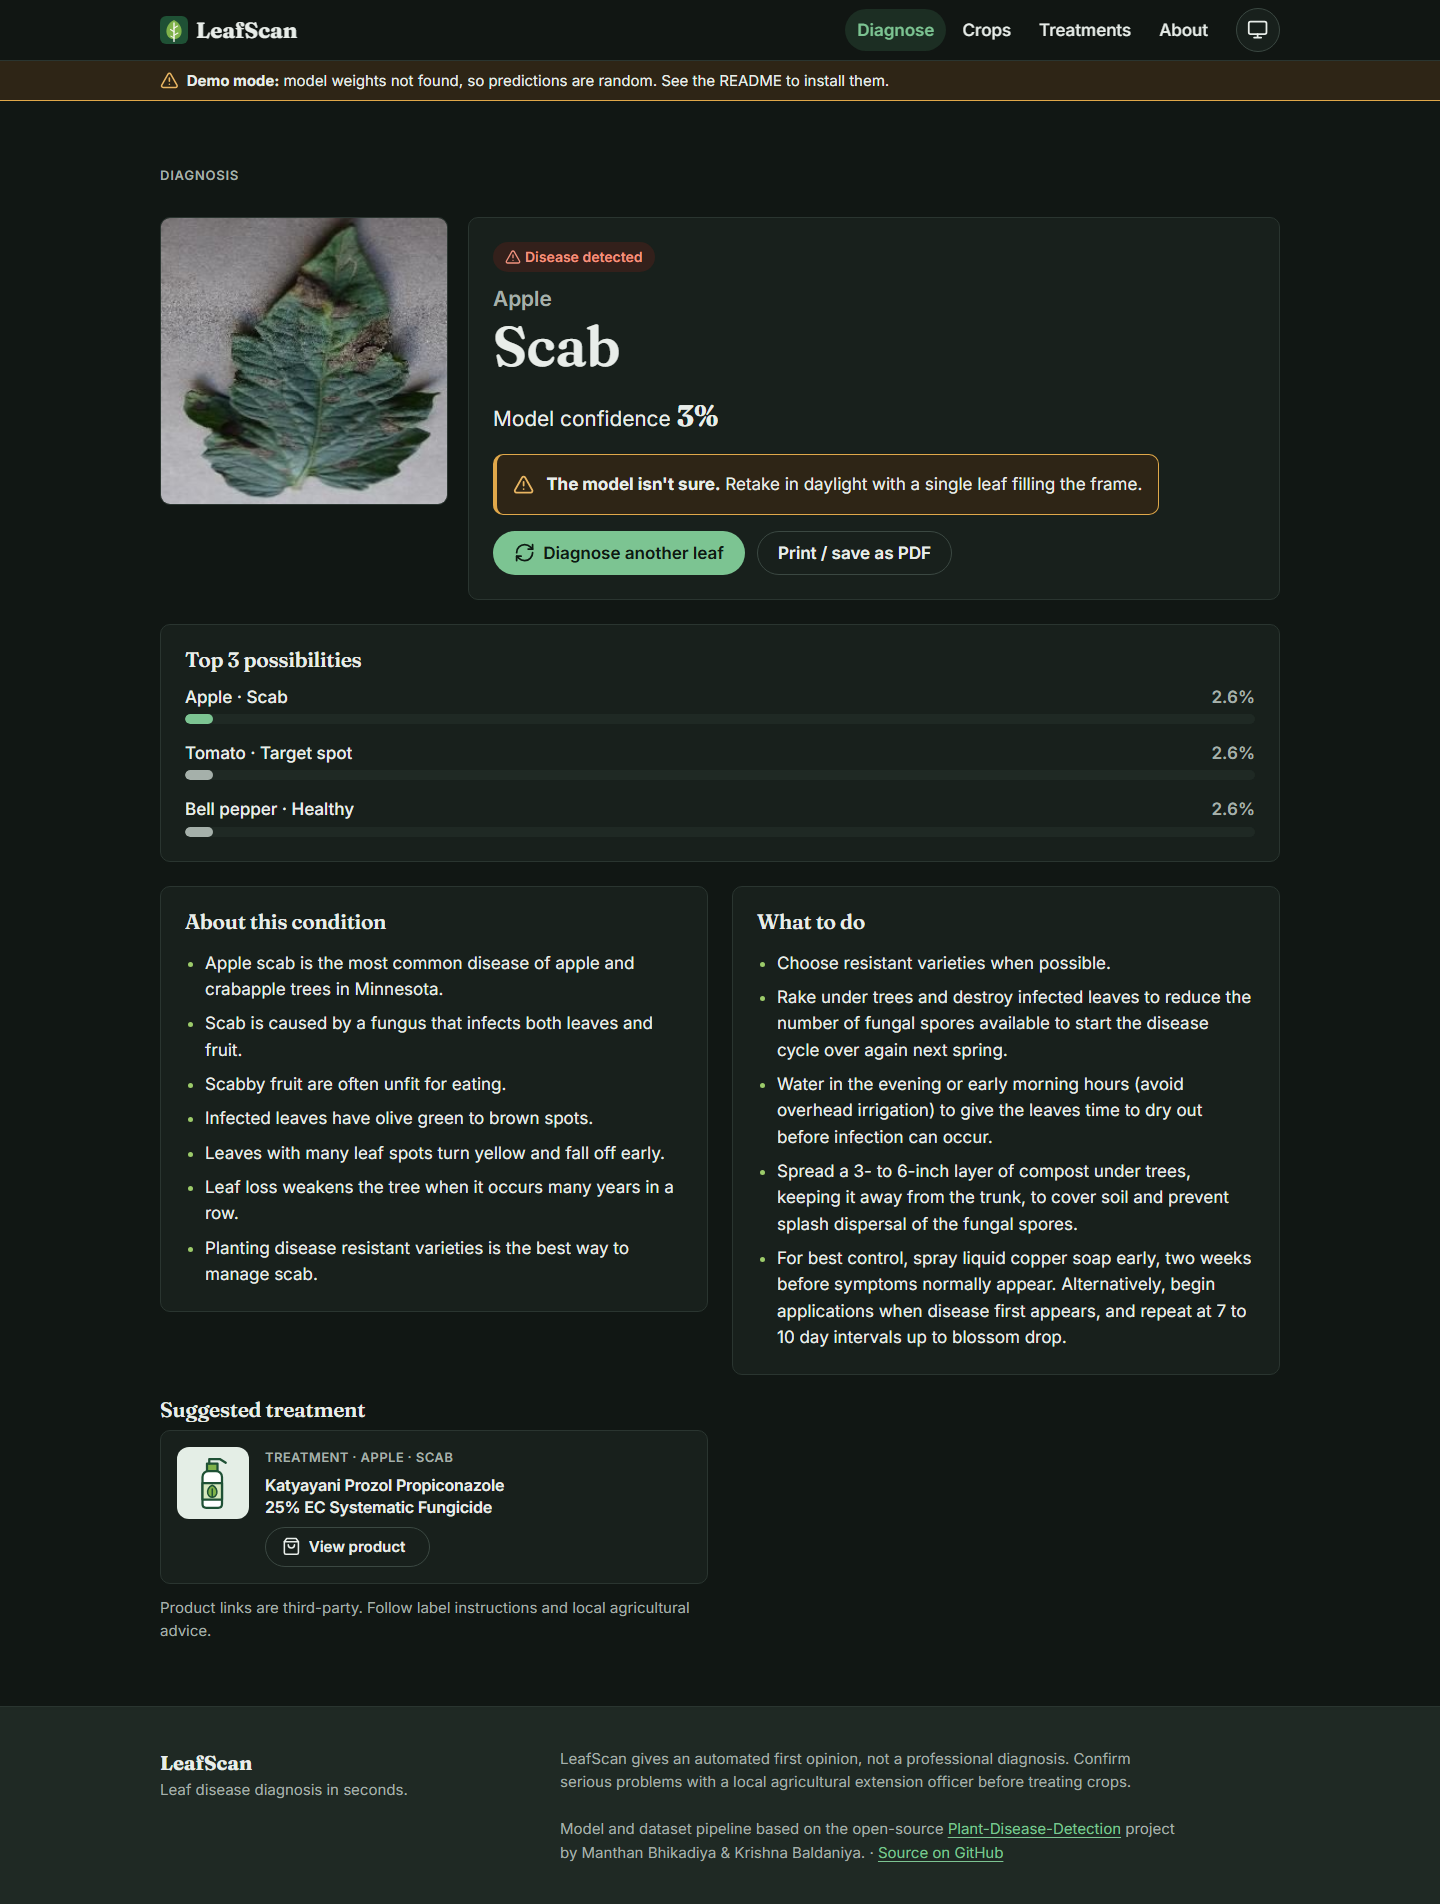 LeafScan
Diagnose Crops Treatments About
Demo mode: model weights not found, so predictions are random. See the README to install them.
DIAGNOSIS
Disease detected
Apple
Scab
Model confidence 3%
The model isn't sure. Retake in daylight with a single leaf filling the frame.
Diagnose another leaf
Print / save as PDF
Top 3 possibilities
Apple · Scab 2.6%
Tomato · Target spot 2.6%
Bell pepper · Healthy 2.6%
About this condition
Apple scab is the most common disease of apple and
crabapple trees in Minnesota.
Scab is caused by a fungus that infects both leaves and
fruit.
Scabby fruit are often unfit for eating.
Infected leaves have olive green to brown spots.
Leaves with many leaf spots turn yellow and fall off early.
Leaf loss weakens the tree when it occurs many years in a
row.
Planting disease resistant varieties is the best way to
manage scab.
What to do
Choose resistant varieties when possible.
Rake under trees and destroy infected leaves to reduce the
number of fungal spores available to start the disease
cycle over again next spring.
Water in the evening or early morning hours (avoid
overhead irrigation) to give the leaves time to dry out
before infection can occur.
Spread a 3- to 6-inch layer of compost under trees,
keeping it away from the trunk, to cover soil and prevent
splash dispersal of the fungal spores.
For best control, spray liquid copper soap early, two weeks
before symptoms normally appear. Alternatively, begin
applications when disease first appears, and repeat at 7 to
10 day intervals up to blossom drop.
Suggested treatment
TREATMENT · APPLE · SCAB
Katyayani Prozol Propiconazole
25% EC Systematic Fungicide
View product
Product links are third-party. Follow label instructions and local agricultural
advice.
LeafScan
Leaf disease diagnosis in seconds.
LeafScan gives an automated first opinion, not a professional diagnosis. Confirm
serious problems with a local agricultural extension officer before treating crops.
Model and dataset pipeline based on the open-source Plant-Disease-Detection project
by Manthan Bhikadiya & Krishna Baldaniya. · Source on GitHub